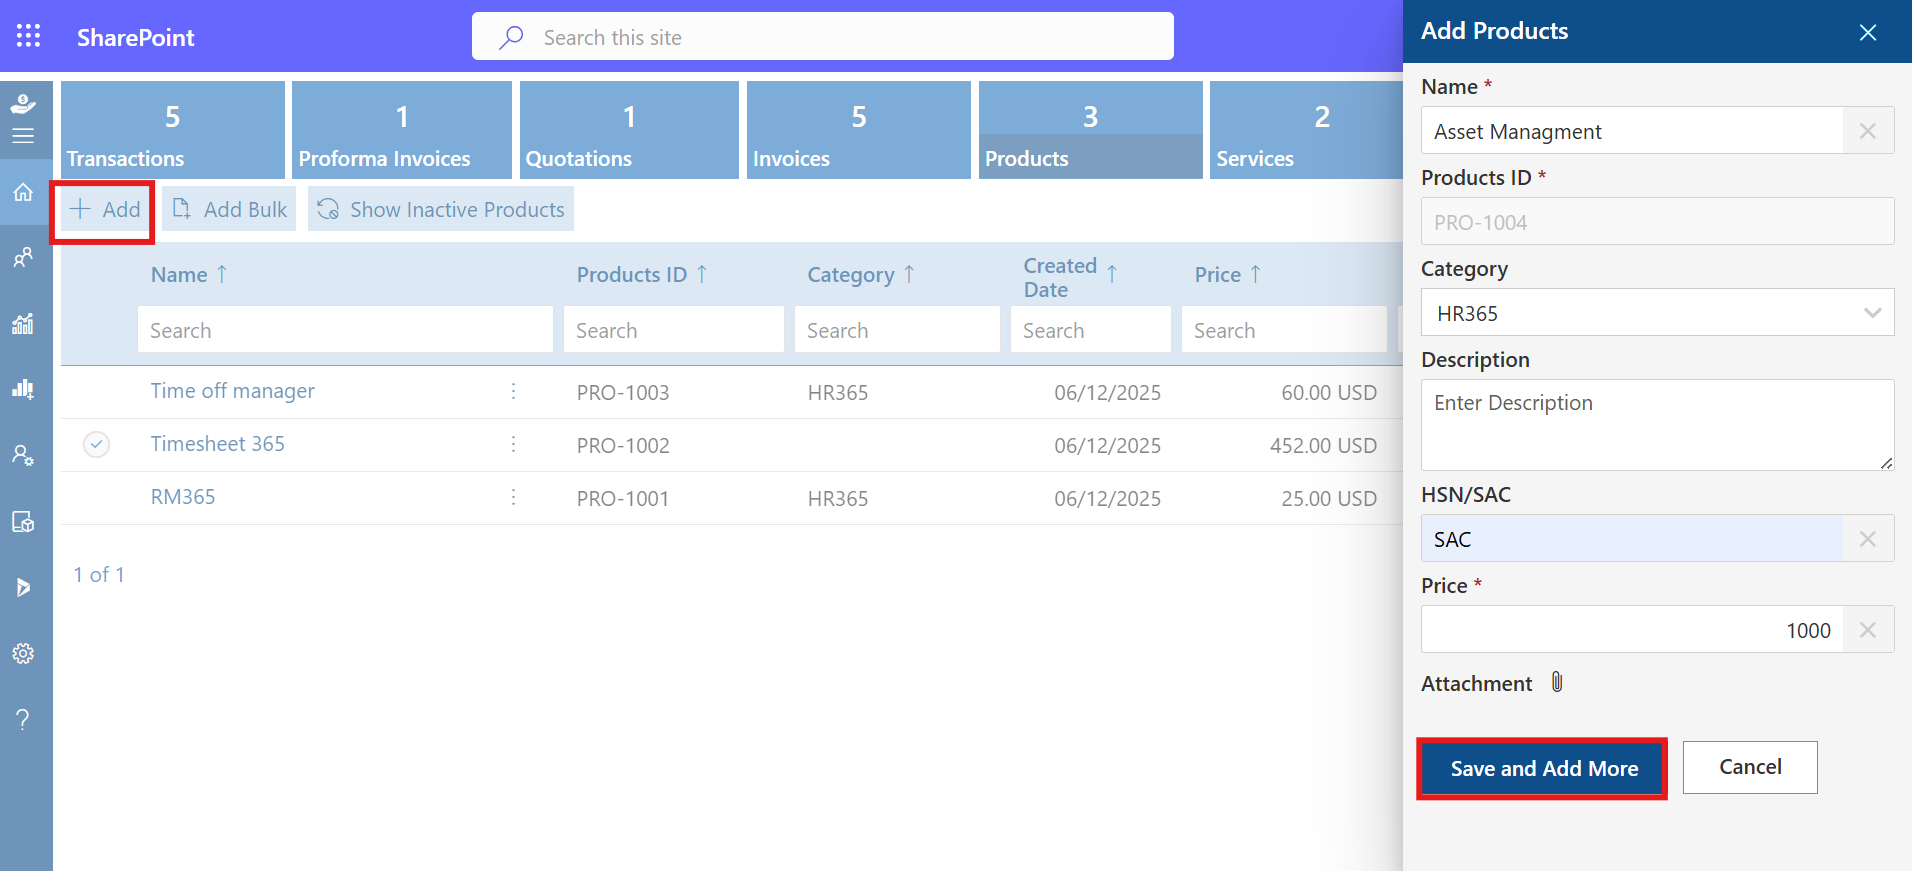 SharePoint
Search this site
5
Transactions
1
Proforma Invoices
1
Quotations
5
Invoices
3
Products
2
Services
Add
Add Bulk
Show Inactive Products
Name ↑ Products ID ↑ Category ↑ Created Date ↑ Price ↑
Search Search Search Search Search
Time off manager PRO-1003 HR365 06/12/2025 60.00 USD
Timesheet 365 PRO-1002 06/12/2025 452.00 USD
RM365 PRO-1001 HR365 06/12/2025 25.00 USD
1 of 1
Add Products
Name *
Asset Managment
Products ID *
PRO-1004
Category
HR365
Description
Enter Description
HSN/SAC
SAC
Price *
1000
Attachment
Save and Add More
Cancel